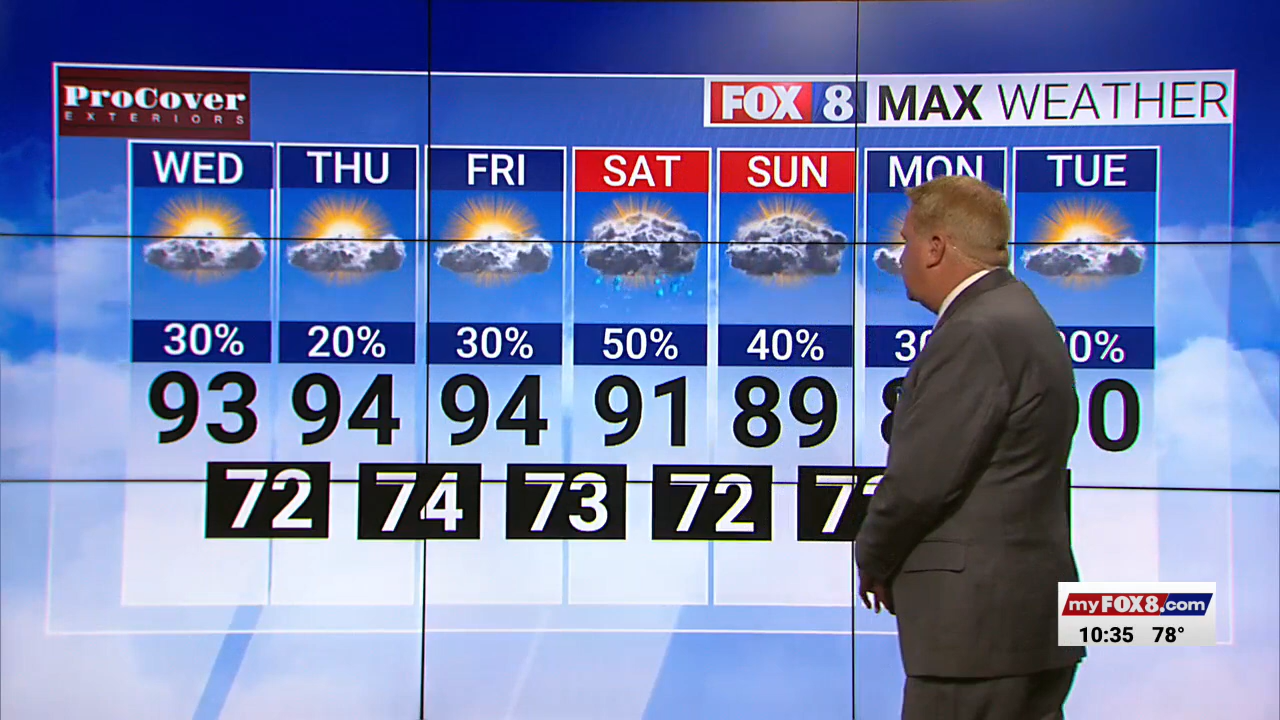 ProCover
EXTERIORS
FOX 8 MAX WEATHER
WED THU FRI SAT SUN MON TUE
30% 20% 30% 50% 40%
93 94 94 91 89
72 74 73 72
myFOX8.com
10:35 78°